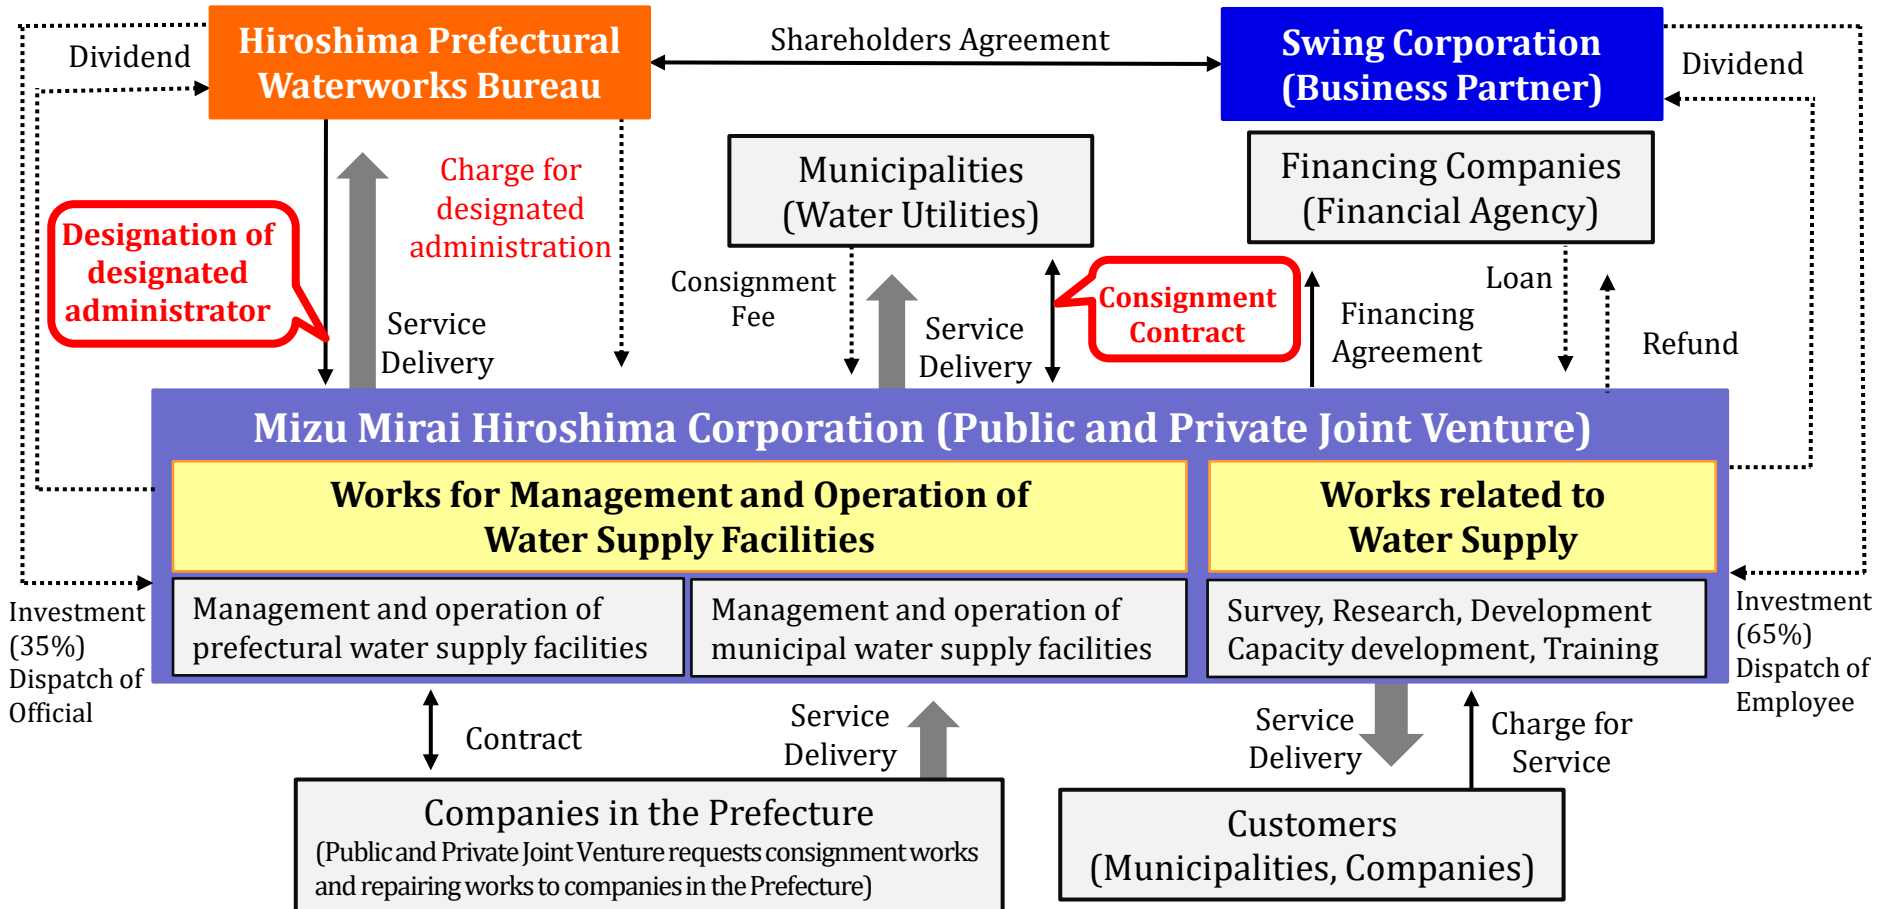 Dividend
Hiroshima Prefectural
Waterworks Bureau
Shareholders Agreement
Swing Corporation
(Business Partner)
Dividend
Charge for
designated
administration
Municipalities
(Water Utilities)
Financing Companies
(Financial Agency)
Designation of
designated
administrator
Service
Delivery
Consignment
Fee
Service
Delivery
Consignment
Contract
Financing
Agreement
Loan
Refund
Mizu Mirai Hiroshima Corporation (Public and Private Joint Venture)
Works for Management and Operation of
Water Supply Facilities
Works related to
Water Supply
Management and operation of
prefectural water supply facilities
Management and operation of
municipal water supply facilities
Survey, Research, Development
Capacity development, Training
Investment
(35%)
Dispatch of
Official
Investment
(65%)
Dispatch of
Employee
Contract
Service
Delivery
Service
Delivery
Charge for
Service
Companies in the Prefecture
(Public and Private Joint Venture requests consignment works
and repairing works to companies in the Prefecture)
Customers
(Municipalities, Companies)